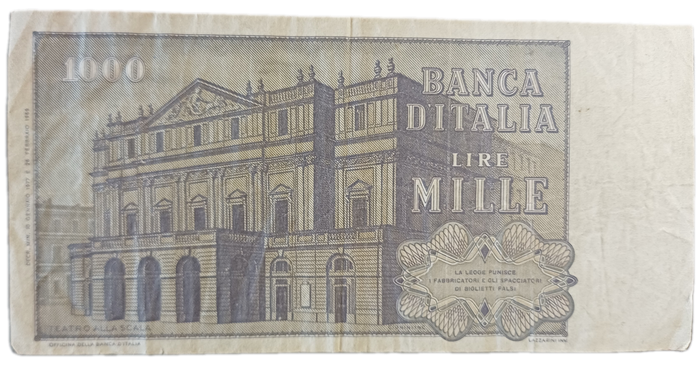 1000
BANCA
D'ITALIA
LIRE
MILLE
LA LEGGE PUNISCE
I FABBRICATORI E GLI SPACCIATORI
DI BIGLIETTI FALSI
TEATRO ALLA SCALA
OFFICINA DELLA BANCA D'ITALIA